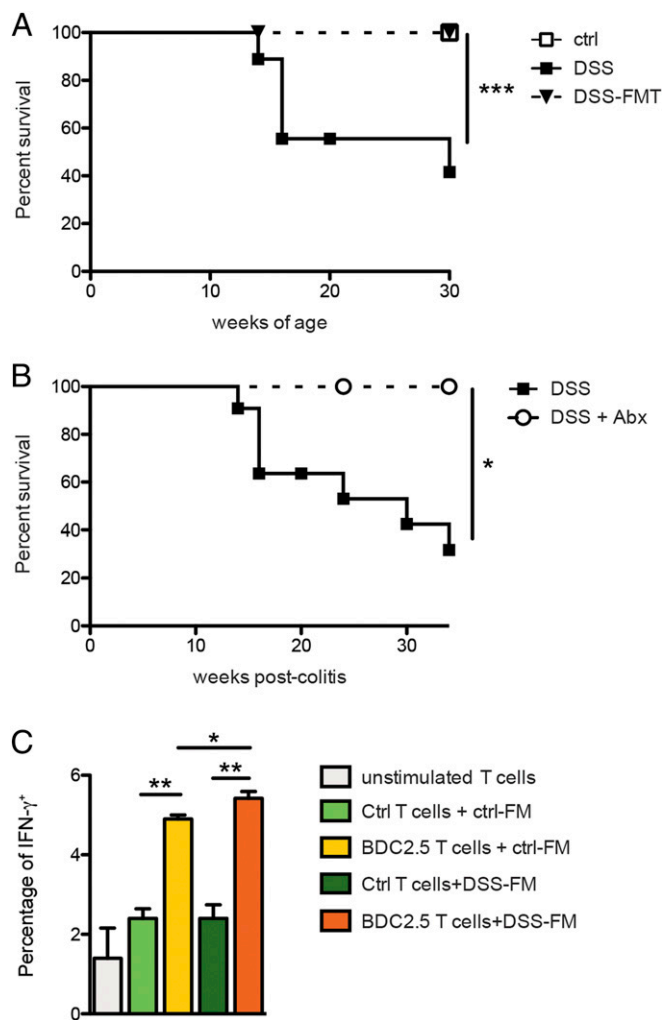 A
Percent survival
100
80
60
40
20
0
0 10 20 30
weeks of age
***
ctrl
DSS
DSS-FMT
B
Percent survival
100
80
60
40
20
0
0 10 20 30
weeks post-colitis
*
DSS
DSS + Abx
C
Percentage of IFN-γ⁺
6
4
2
0
*
** **
unstimulated T cells
Ctrl T cells + ctrl-FM
BDC2.5 T cells + ctrl-FM
Ctrl T cells+DSS-FM
BDC2.5 T cells+DSS-FM